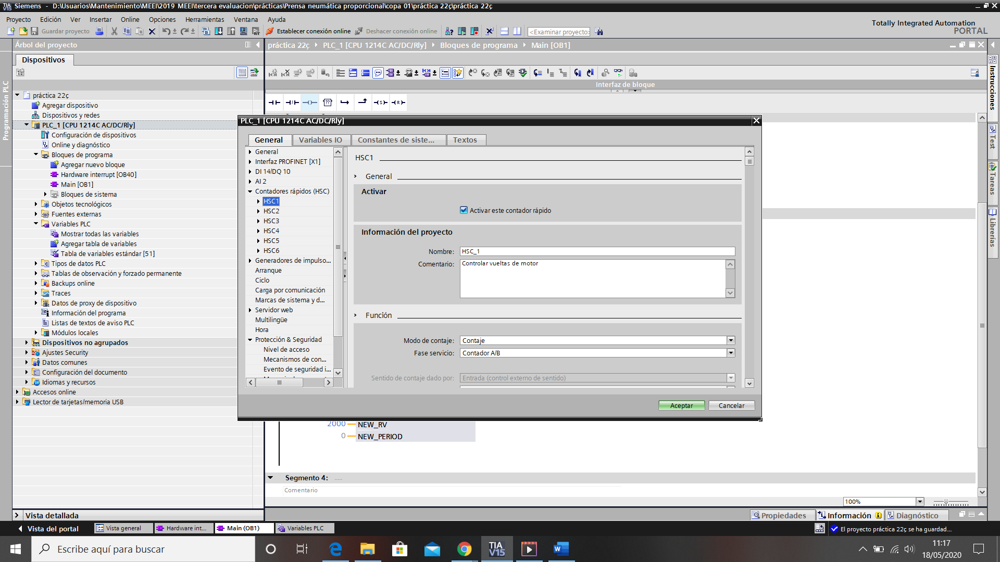 Siemens - D:\Usuarios\Mantenimiento\MEEI\2019 MEEI\tercera evaluacion\prácticas\Prensa neumática proporcional\copa 01\práctica 22ç\práctica 22ç
Proyecto Edición Ver Insertar Online Opciones Herramientas Ventana Ayuda
Totally Integrated Automation
PORTAL
Guardar proyecto
Establecer conexión online
Deshacer conexión online
<Examinar proyecto>
Árbol del proyecto
práctica 22ç PLC_1 [CPU 1214C AC/DC/Rly] Bloques de programa Main [OB1]
Dispositivos
Programación PLC
Interfaz de bloque
práctica 22ç
Agregar dispositivo
Dispositivos y redes
PLC_1 [CPU 1214C AC/DC/Rly]
Configuración de dispositivos
Online y diagnóstico
Bloques de programa
Agregar nuevo bloque
Hardware interrupt [OB40]
Main [OB1]
Bloques de sistema
Objetos tecnológicos
Fuentes externas
Variables PLC
Mostrar todas las variables
Agregar tabla de variables
Tabla de variables estándar [51]
Tipos de datos PLC
Tablas de observación y forzado permanente
Backups online
Traces
Datos de proxy de dispositivo
Información del programa
Listas de textos de aviso PLC
Módulos locales
Dispositivos no agrupados
Ajustes Security
Datos comunes
Configuración del documento
Idiomas y recursos
Accesos online
Lector de tarjetas/memoria USB
Vista detallada
PLC_1 [CPU 1214C AC/DC/Rly]
General Variables IO Constantes de siste... Textos
General
Interfaz PROFINET [X1]
DI 14/DQ 10
AI 2
Contadores rápidos (HSC)
HSC1
HSC2
HSC3
HSC4
HSC5
HSC6
Generadores de impulso...
Arranque
Ciclo
Carga por comunicación
Marcas de sistema y d...
Servidor web
Multilingüe
Hora
Protección & Seguridad
Nivel de acceso
Mecanismos de con...
Evento de seguridad i...
HSC1
General
Activar
Activar este contador rápido
Información del proyecto
Nombre: HSC_1
Comentario: Controlar vueltas de motor
Función
Modo de contaje: Contaje
Fase servicio: Contador A/B
Sentido de contaje dado por: Entrada (control externo de sentido)
Aceptar Cancelar
2000 NEW_RV
0 NEW_PERIOD
Segmento 4: .....
Comentario
100%
Instrucciones
Test
Tareas
Librerías
Propiedades Información Diagnóstico
Vista del portal Vista general Hardware int... Main (OB1) Variables PLC
El proyecto práctica 22ç se ha guardad...
Escribe aquí para buscar
TIA
V15
11:17
18/05/2020